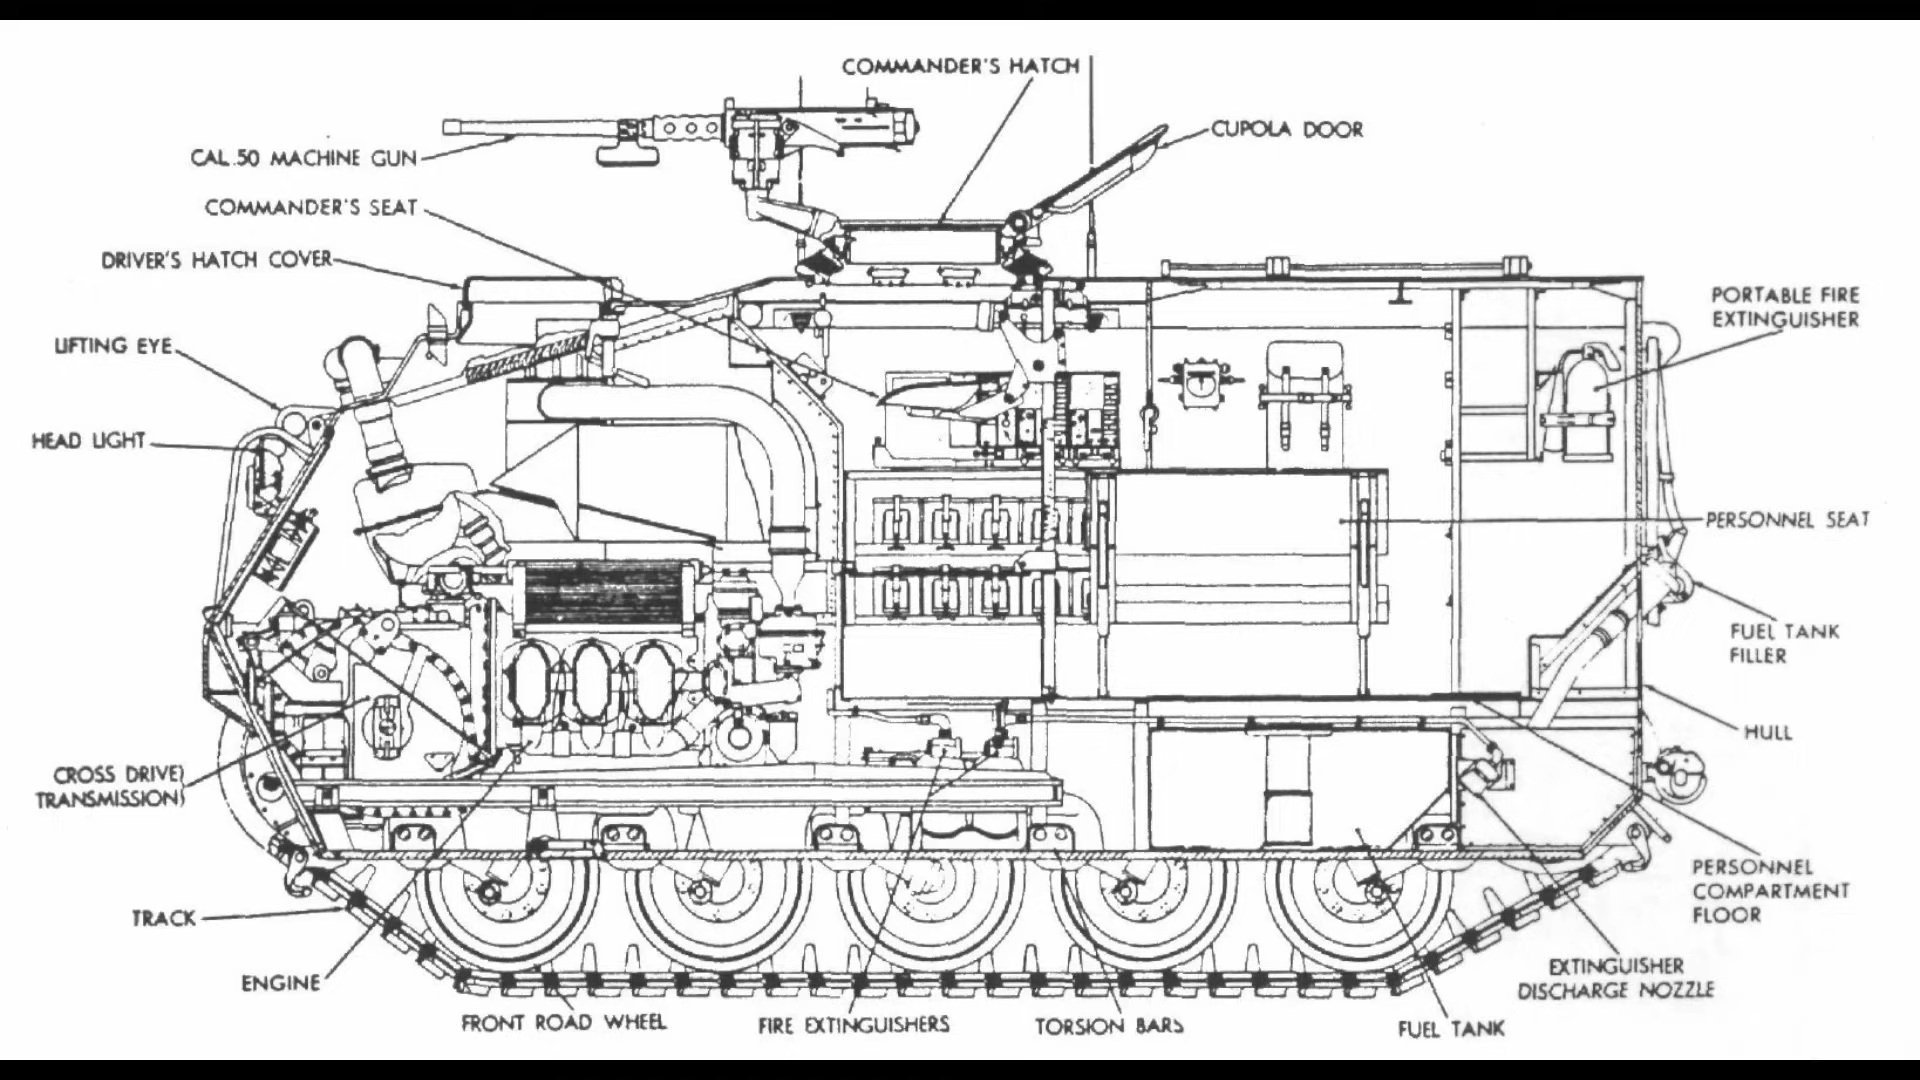 COMMANDER'S HATCH
CUPOLA DOOR
CAL.50 MACHINE GUN
COMMANDER'S SEAT
DRIVER'S HATCH COVER
PORTABLE FIRE
EXTINGUISHER
LIFTING EYE
HEAD LIGHT
PERSONNEL SEAT
FUEL TANK
FILLER
HULL
CROSS DRIVE
TRANSMISSION
PERSONNEL
COMPARTMENT
FLOOR
TRACK
ENGINE
EXTINGUISHER
DISCHARGE NOZZLE
FRONT ROAD WHEEL
FIRE EXTINGUISHERS
TORSION BARS
FUEL TANK